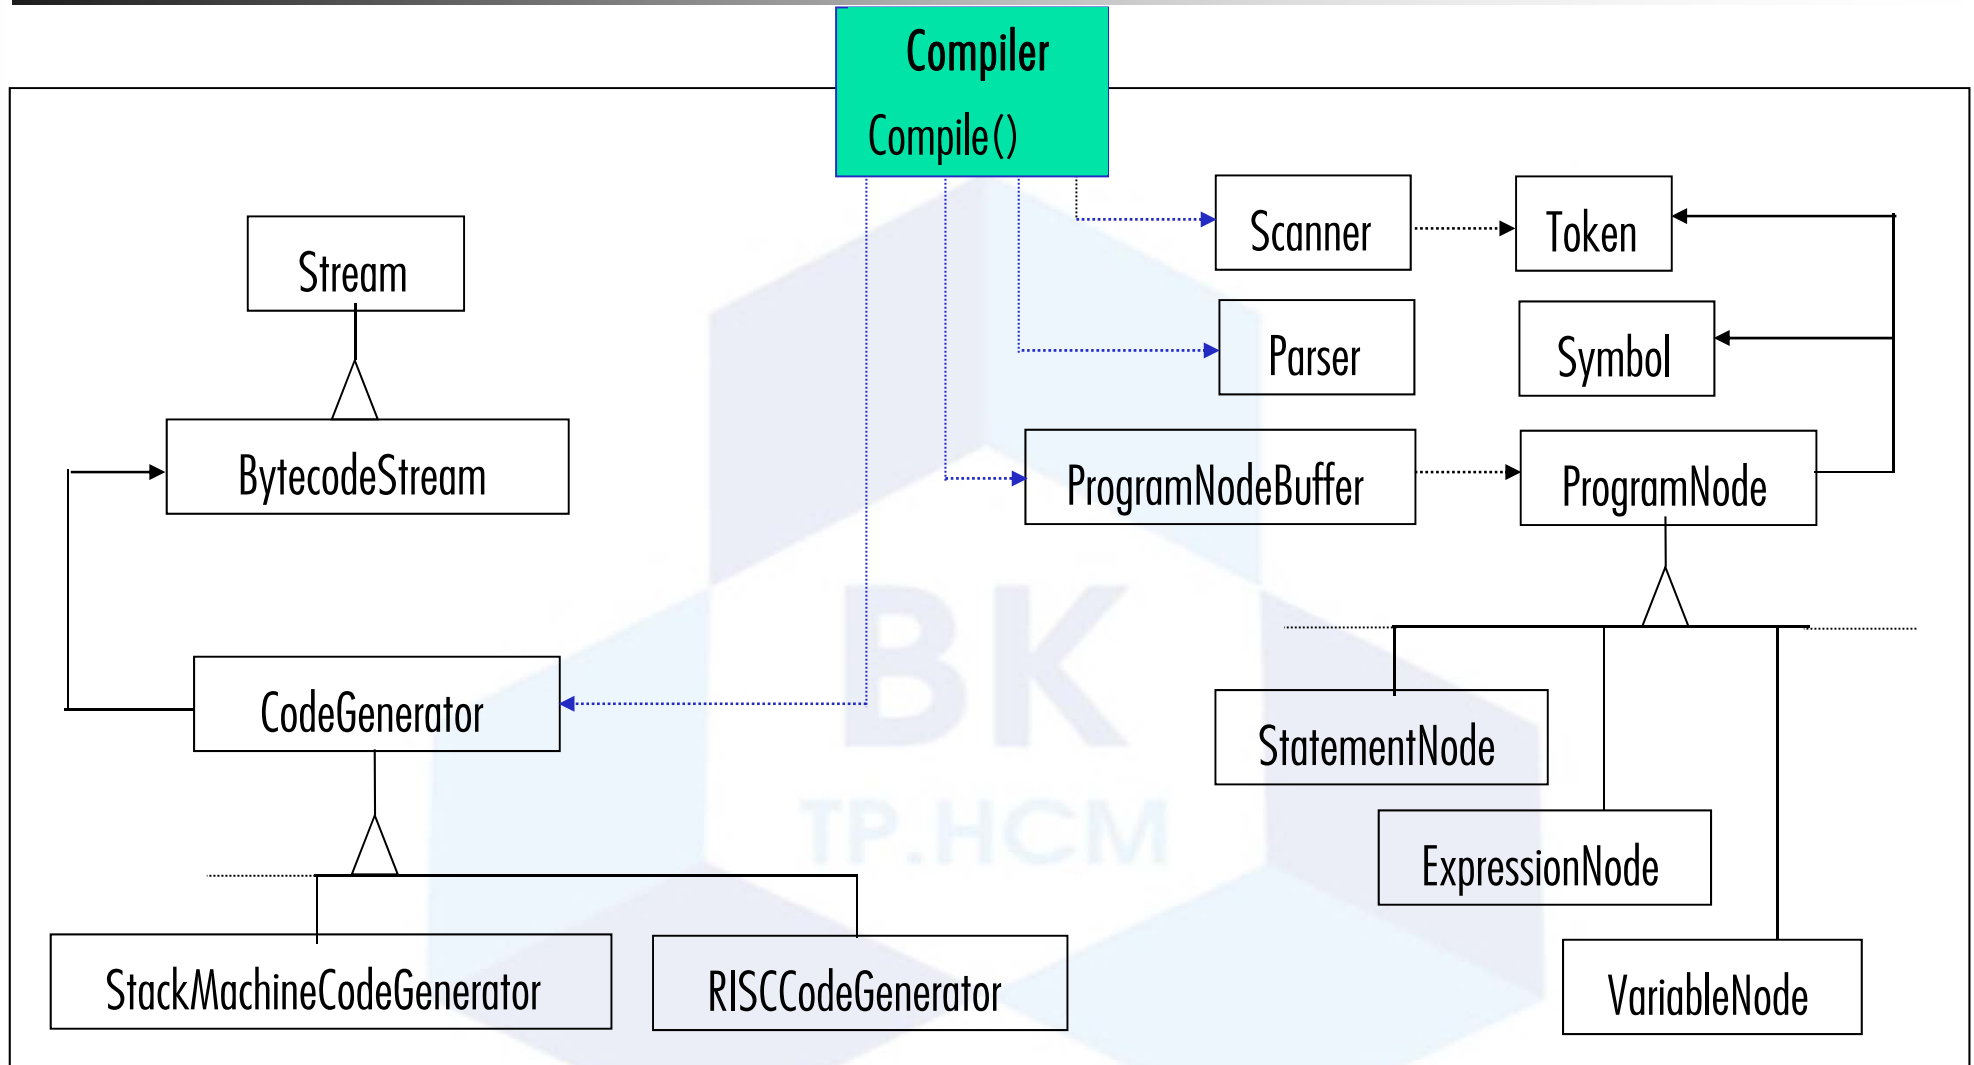 Compiler
Compile()
Scanner
Token
Stream
Parser
Symbol
BytecodeStream
ProgramNodeBuffer
ProgramNode
BK
CodeGenerator
StatementNode
TP.HCM
ExpressionNode
StackMachineCodeGenerator
RISCCodeGenerator
VariableNode